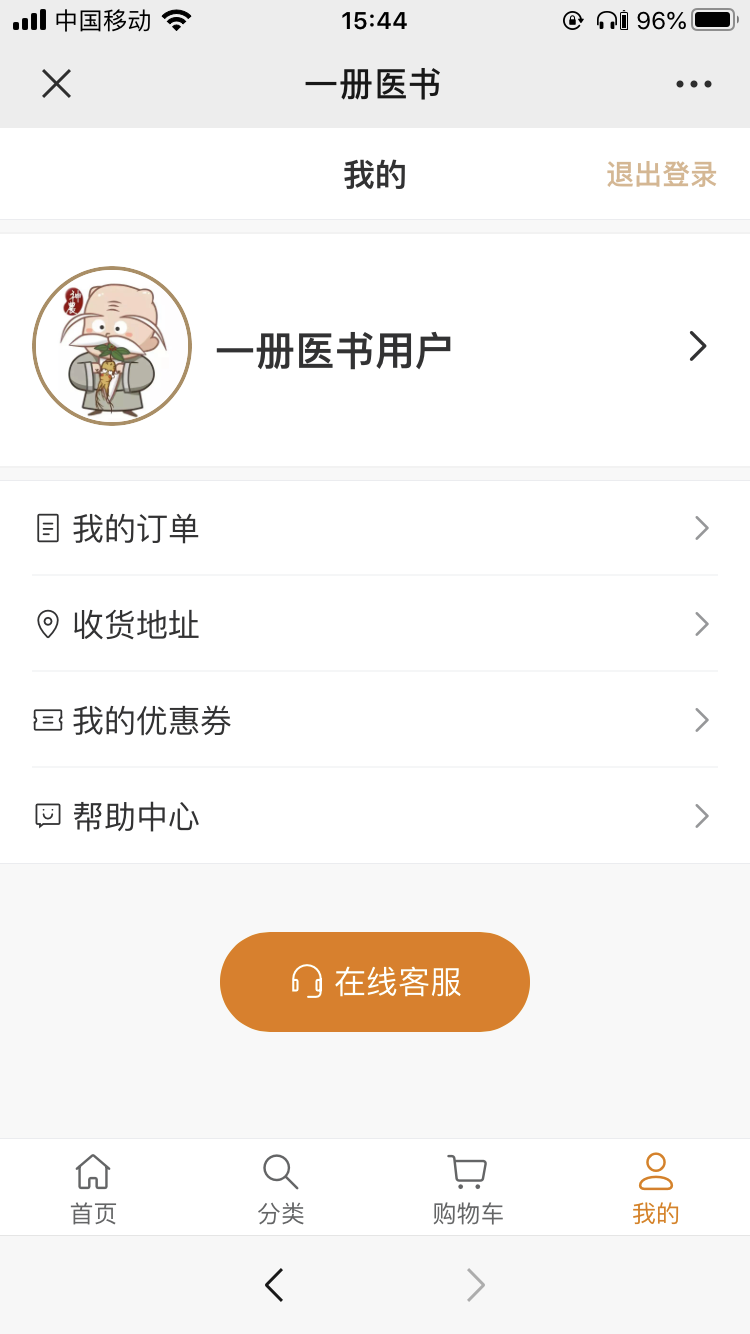 中国移动 15:44 96%
一册医书
我的 退出登录
神農
一册医书用户
我的订单
收货地址
我的优惠券
帮助中心
在线客服
首页 分类 购物车 我的